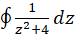 ∮ 1/(z²+4) dz